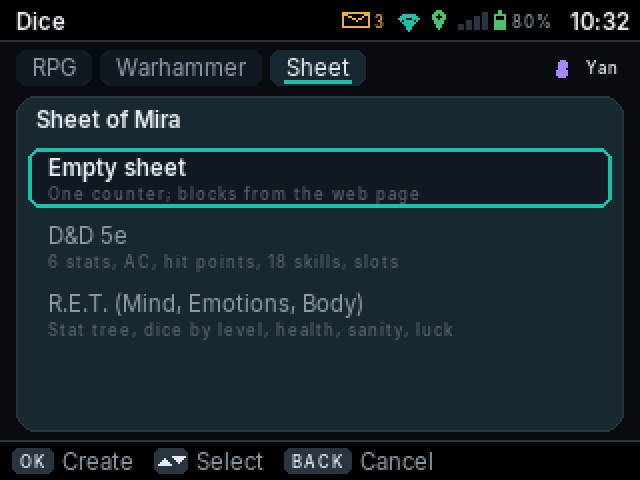 Dice 3 80% 10:32
RPG Warhammer Sheet Yan
Sheet of Mira
Empty sheet
One counter; blocks from the web page
D&D 5e
6 stats, AC, hit points, 18 skills, slots
R.E.T. (Mind, Emotions, Body)
Stat tree, dice by level, health, sanity, luck
OK Create Select BACK Cancel